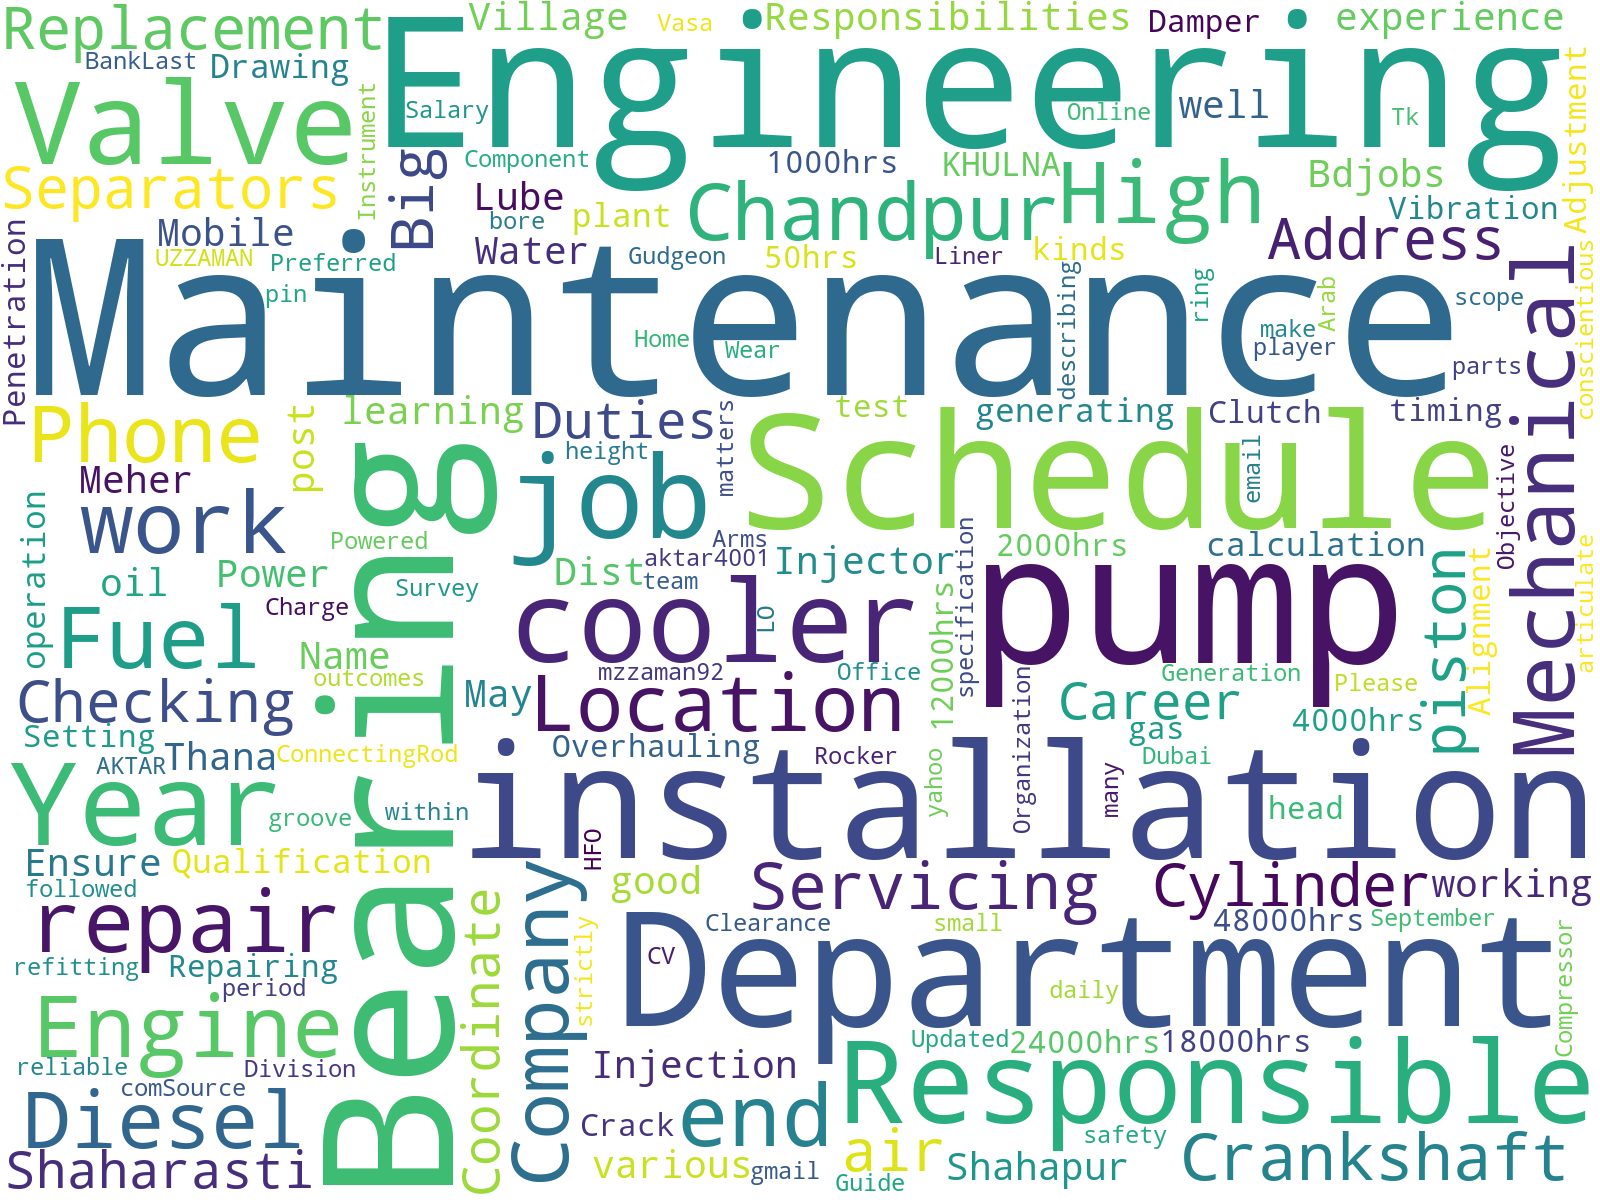 Replacement
Engineering
Village
Vasa
Responsibilities
Damper
experience
BankLast
Drawing
Valve
Instrument
Salary
Online
well
Tk
Adjustment
Separators
Big
Component
1000hrs
KHULNA
High
Bdjobs
Lube
bore
plant
Chandpur
Vibration
Mobile
Water
Gudgeon
50hrs
Liner
kinds
Address
UZZAMAN
Preferred
pin
Penetration
Maintenance
describing
ring
Arab
scope
make
player
Home
Wear
parts
conscientious
Mechanical
Phone
post
learning
Duties
matters
test
generating
Clutch
timing
height
Schedule
email
Objective
Meher
work
Bearing
job
Powered
Arms
aktar4001
team
Injector
2000hrs
calculation
specification
operation
oil
Power
Dist
Survey
Charge
LO
pump
piston
Alignment
articulate
Fuel
cooler
12000hrs
Name
outcomes
mzzaman92
Office
Generation
Please
Checking
May
Location
Career
4000hrs
Setting
gas
AKTAR
Thana
ConnectingRod
Overhauling
Rocker
yahoo
Organization
Dubai
many
Year
groove
within
installation
head
Ensure
Qualification
HFO
followed
Company
good
Servicing
Cylinder
working
repair
Coordinate
strictly
Clearance
small
48000hrs
September
CV
Department
Compressor
refitting
Repairing
period
daily
Engine
Updated
24000hrs
18000hrs
reliable
Division
Injection
Responsible
comSource
Diesel
Crack
end
safety
Shaharasti
various
gmail
air
Guide
Shahapur
Crankshaft